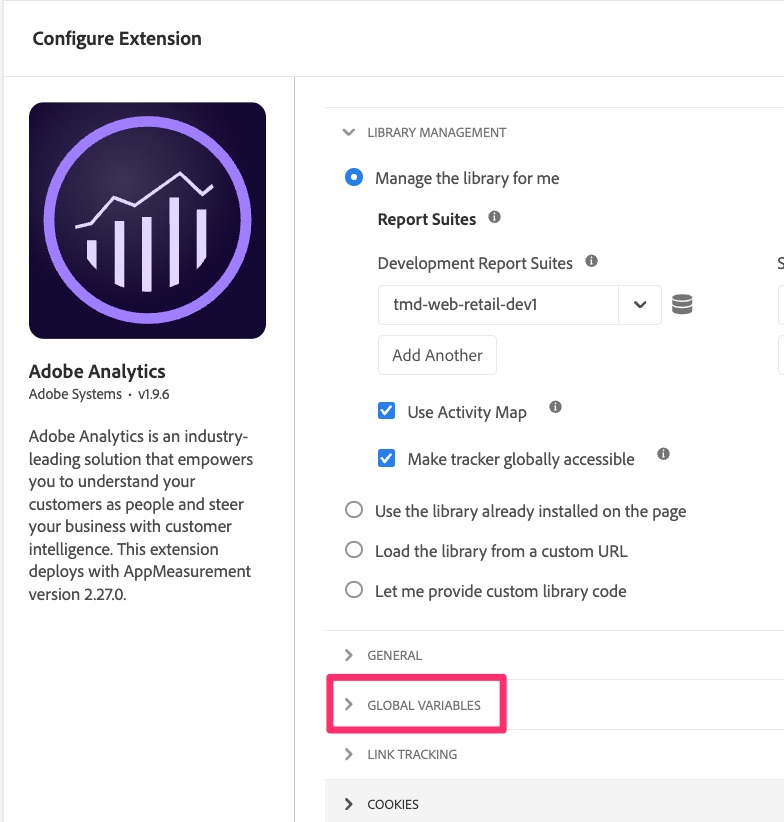 Configure Extension
LIBRARY MANAGEMENT
Manage the library for me
Report Suites
Development Report Suites
S
tmd-web-retail-dev1
Add Another
Use Activity Map
Make tracker globally accessible
Use the library already installed on the page
Load the library from a custom URL
Let me provide custom library code
GENERAL
GLOBAL VARIABLES
LINK TRACKING
COOKIES
Adobe Analytics
Adobe Systems • v1.9.6
Adobe Analytics is an industry-
leading solution that empowers
you to understand your
customers as people and steer
your business with customer
intelligence. This extension
deploys with AppMeasurement
version 2.27.0.